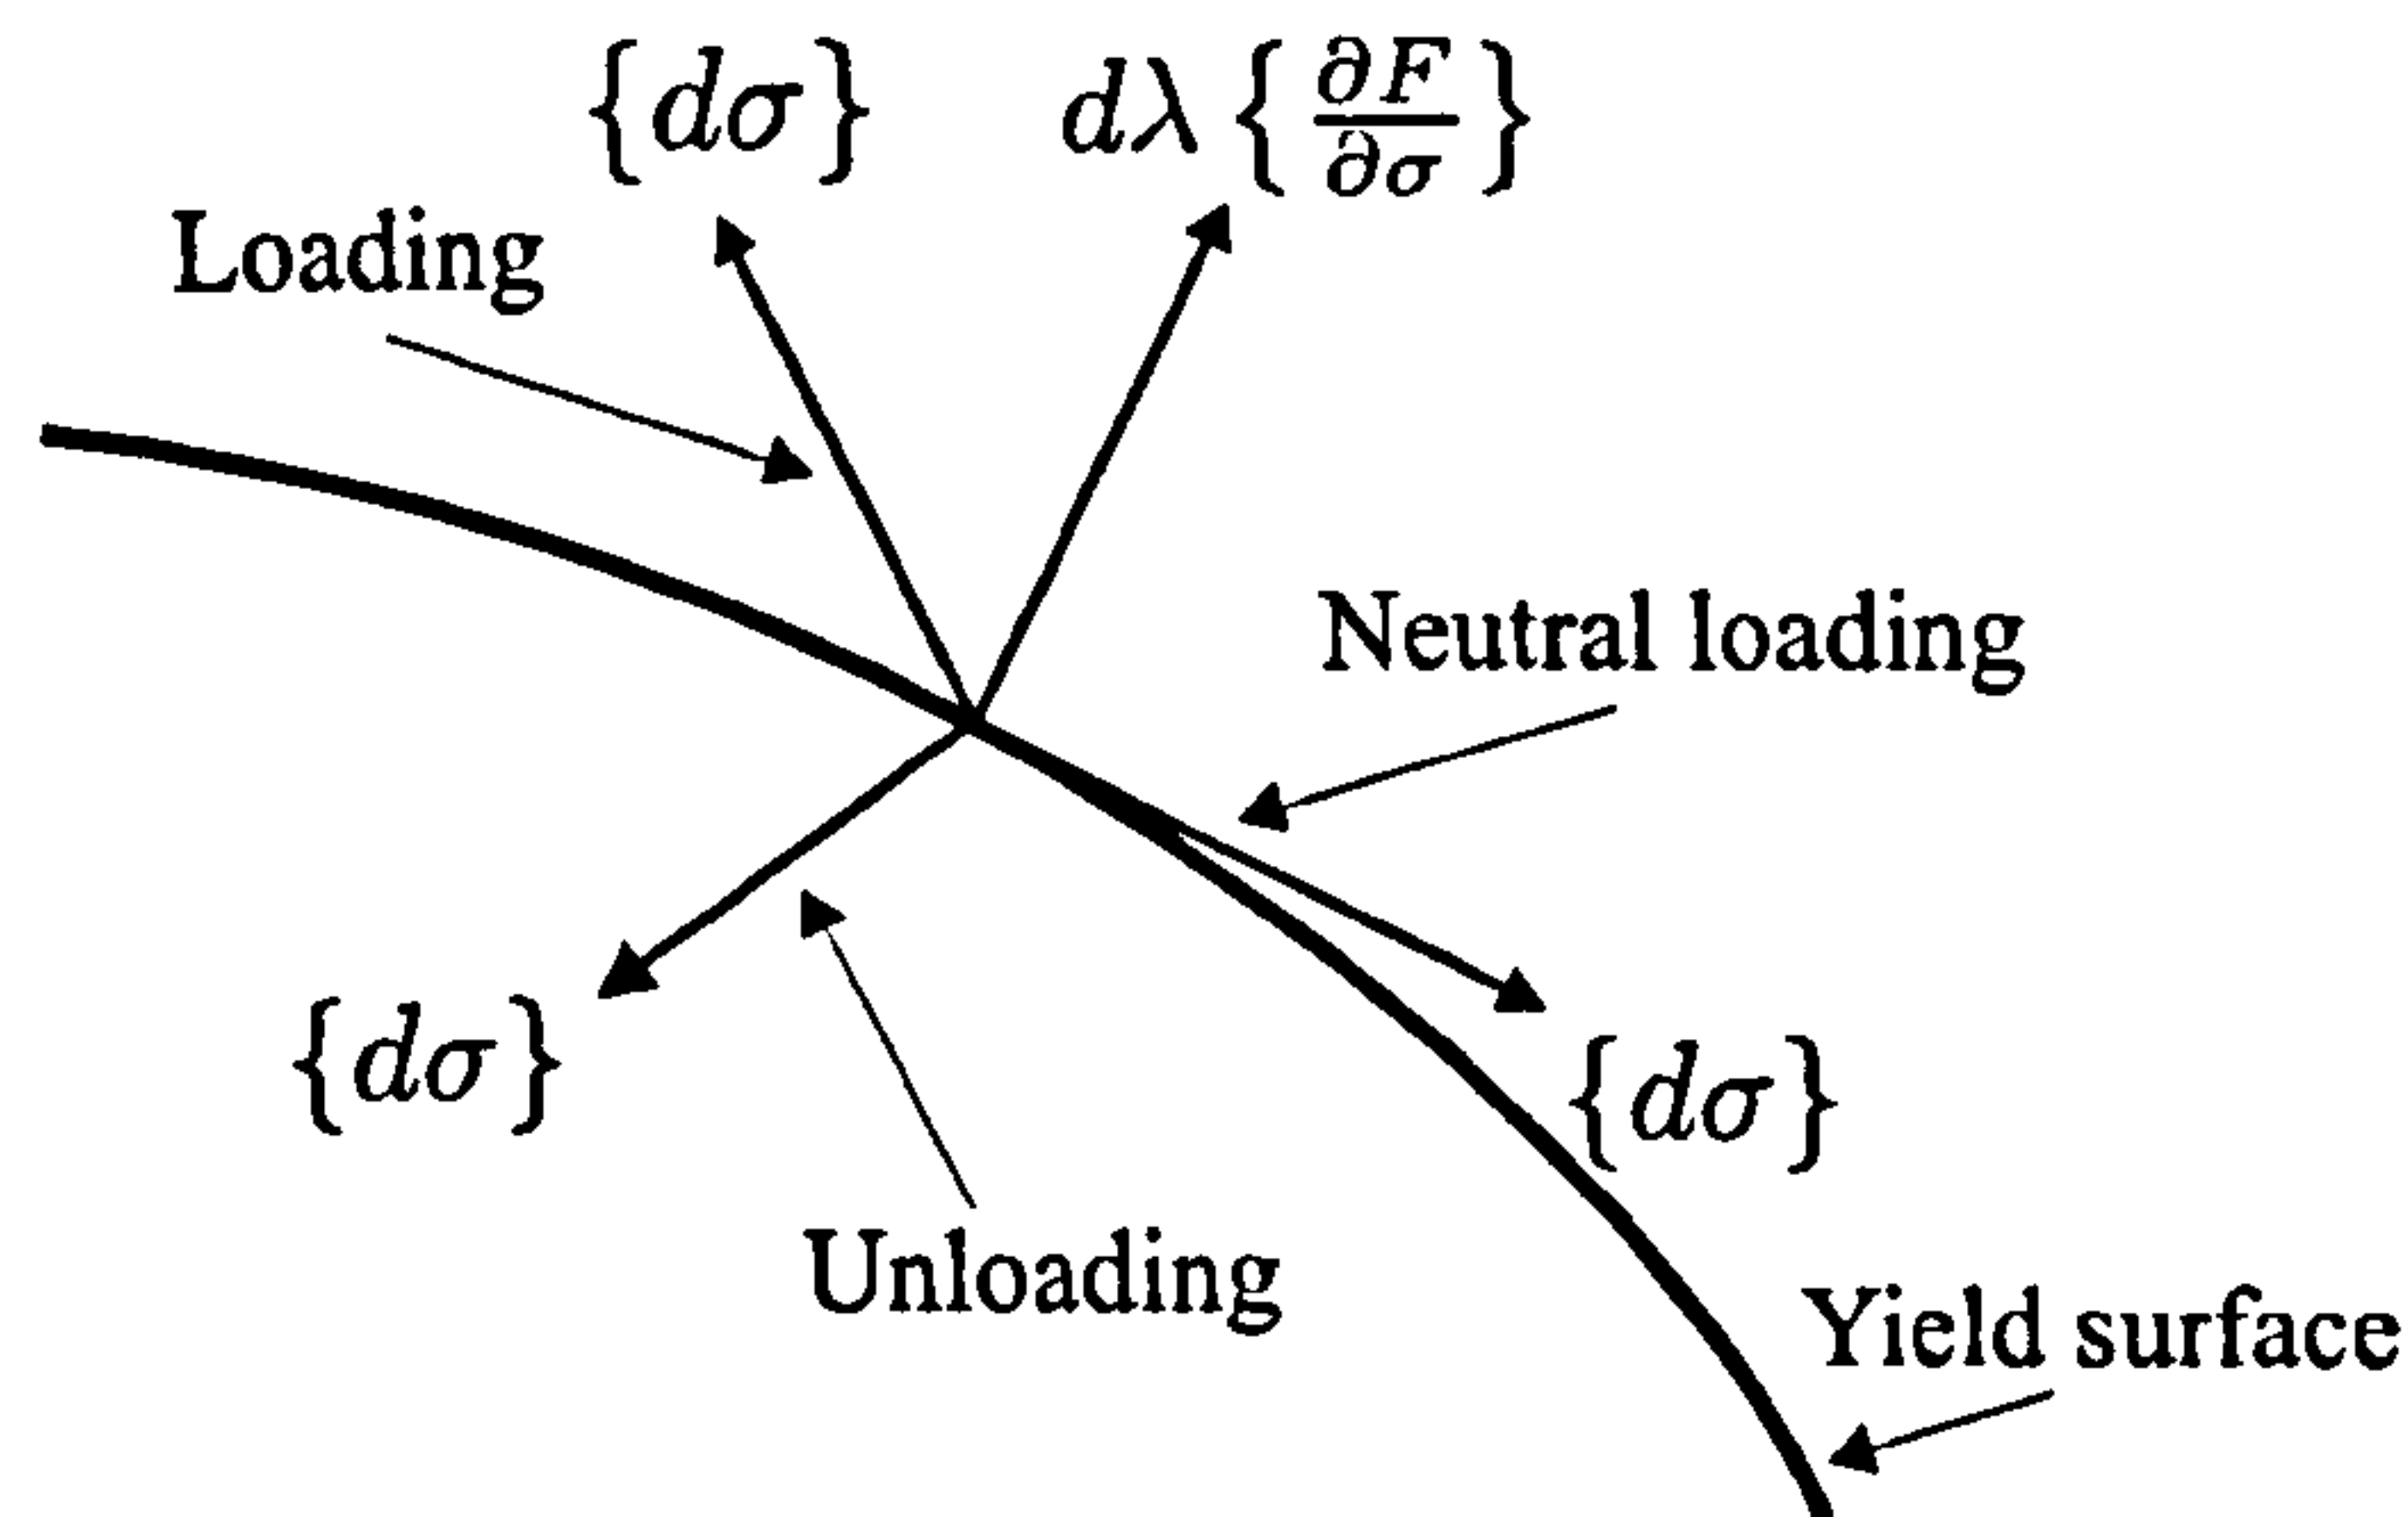 {dσ}
dλ {∂F/∂σ}
Loading
Neutral loading
{dσ}
{dσ}
Unloading
Yield surface